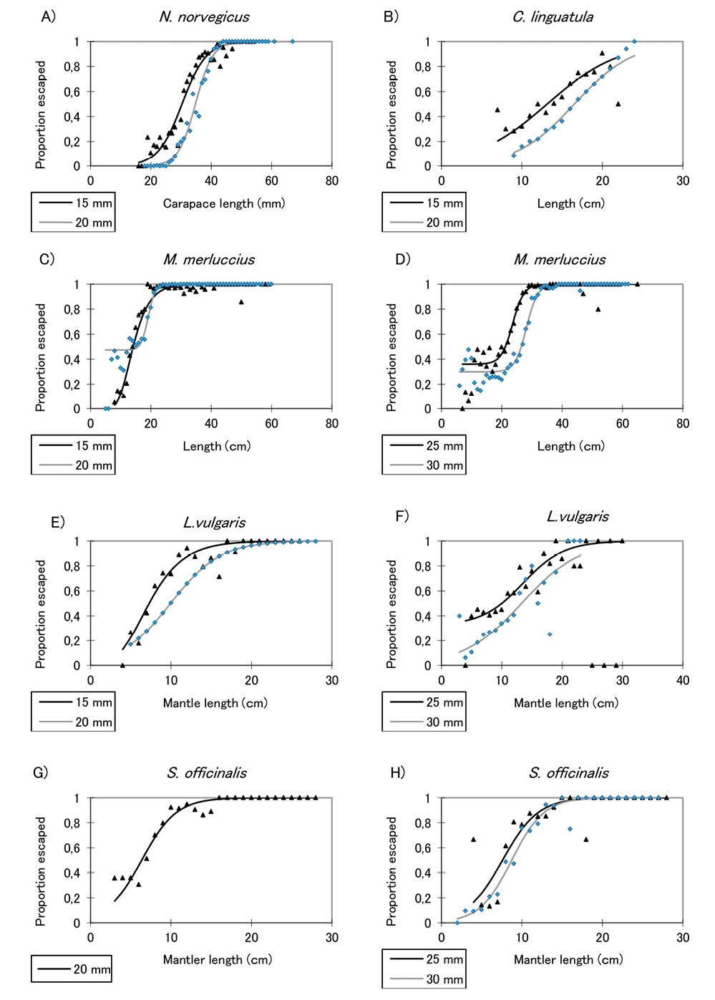 A) N. norvegicus
Proportion escaped
1
0,8
0,6
0,4
0,2
0
0 20 40 60 80
Carapace length (mm)
15 mm
20 mm
B) C. linguatula
Proportion escaped
1
0,8
0,6
0,4
0,2
0
0 10 20 30
Length (cm)
15 mm
20 mm
C) M. merluccius
Proportion escaped
1
0,8
0,6
0,4
0,2
0
0 20 40 60 80
Length (cm)
15 mm
20 mm
D) M. merluccius
Proportion escaped
1
0,8
0,6
0,4
0,2
0
0 20 40 60 80
Length (cm)
25 mm
30 mm
E) L.vulgaris
Proportion escaped
1
0,8
0,6
0,4
0,2
0
0 10 20 30
Mantle length (cm)
15 mm
20 mm
F) L.vulgaris
Proportion escaped
1
0,8
0,6
0,4
0,2
0
0 10 20 30 40
Mantle length (cm)
25 mm
30 mm
G) S. officinalis
Proportion escaped
1
0,8
0,6
0,4
0,2
0
0 10 20 30
Mantler length (cm)
20 mm
H) S. officinalis
Proportion escaped
1
0,8
0,6
0,4
0,2
0
0 10 20 30
Mantler length (cm)
25 mm
30 mm